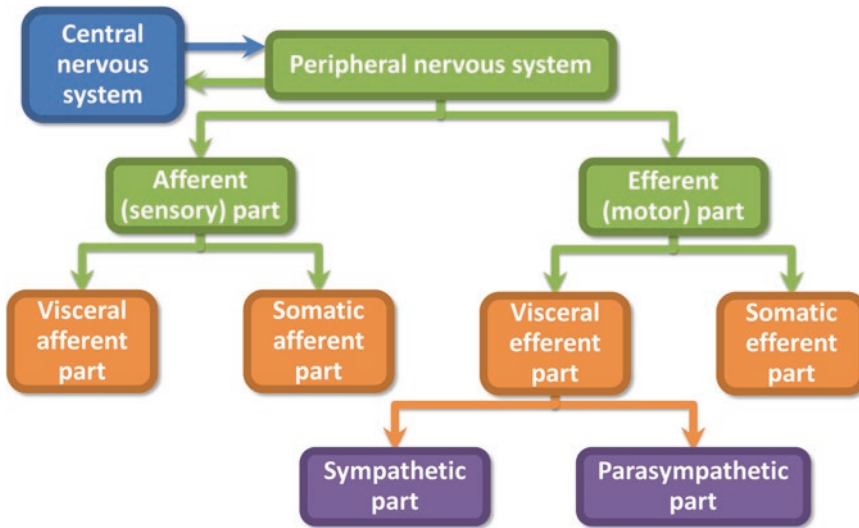 Central
nervous
system
Peripheral nervous system
Afferent
(sensory) part
Efferent
(motor) part
Visceral
afferent
part
Somatic
afferent
part
Visceral
efferent
part
Somatic
efferent
part
Sympathetic
part
Parasympathetic
part